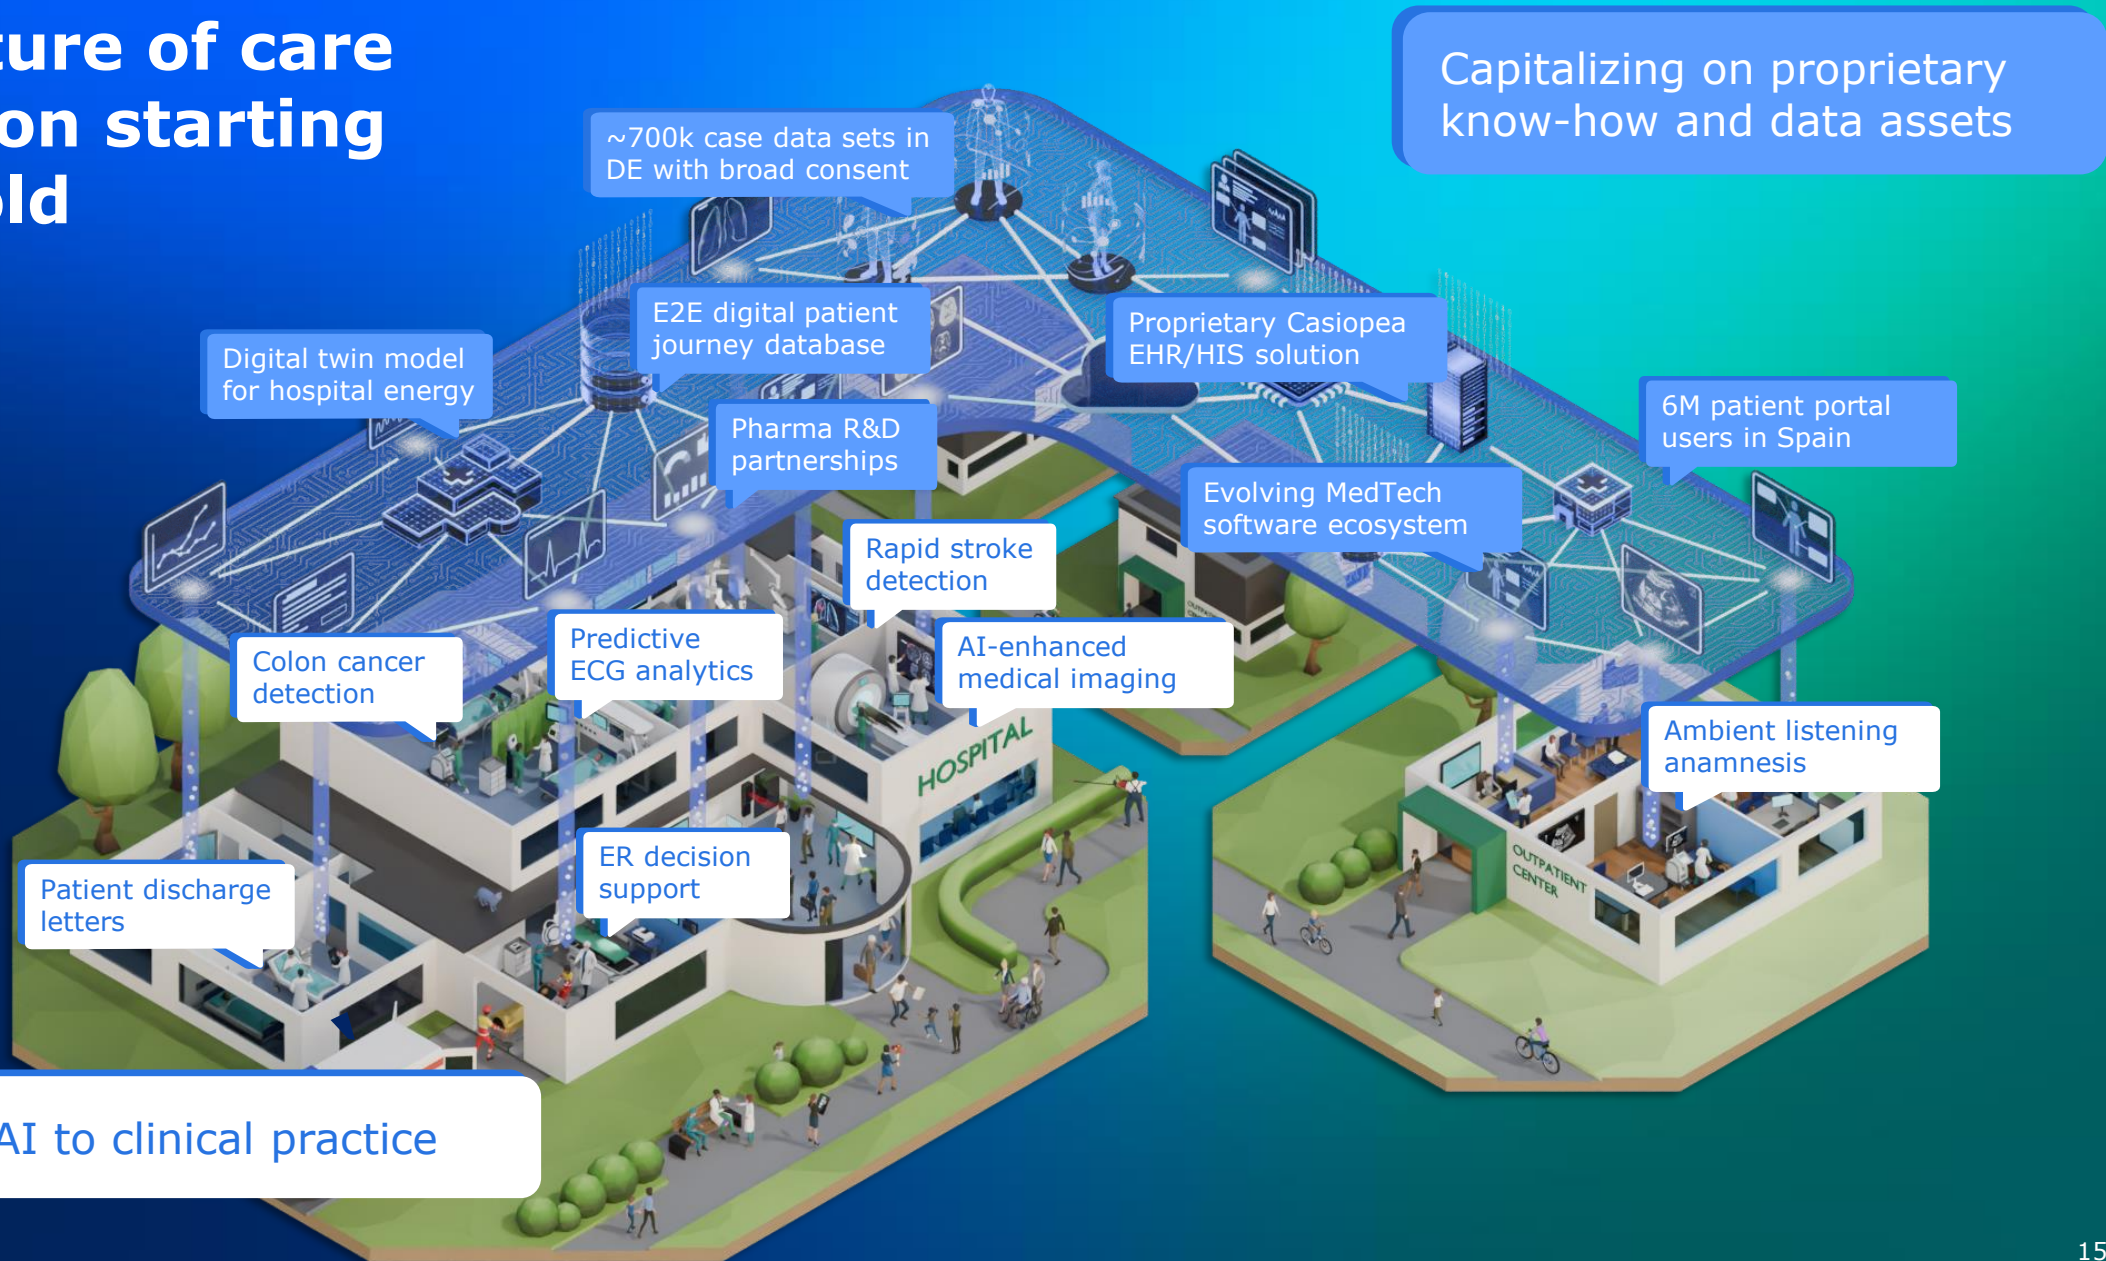 ture of care
on starting
old
Capitalizing on proprietary
know-how and data assets
~700k case data sets in
DE with broad consent
E2E digital patient
journey database
Proprietary Casiopea
EHR/HIS solution
Digital twin model
for hospital energy
6M patient portal
users in Spain
Pharma R&D
partnerships
Evolving MedTech
software ecosystem
Rapid stroke
detection
Predictive
ECG analytics
AI-enhanced
medical imaging
Colon cancer
detection
Ambient listening
anamnesis
HOSPITAL
ER decision
support
OUTPATIENT
CENTER
Patient discharge
letters
AI to clinical practice
15